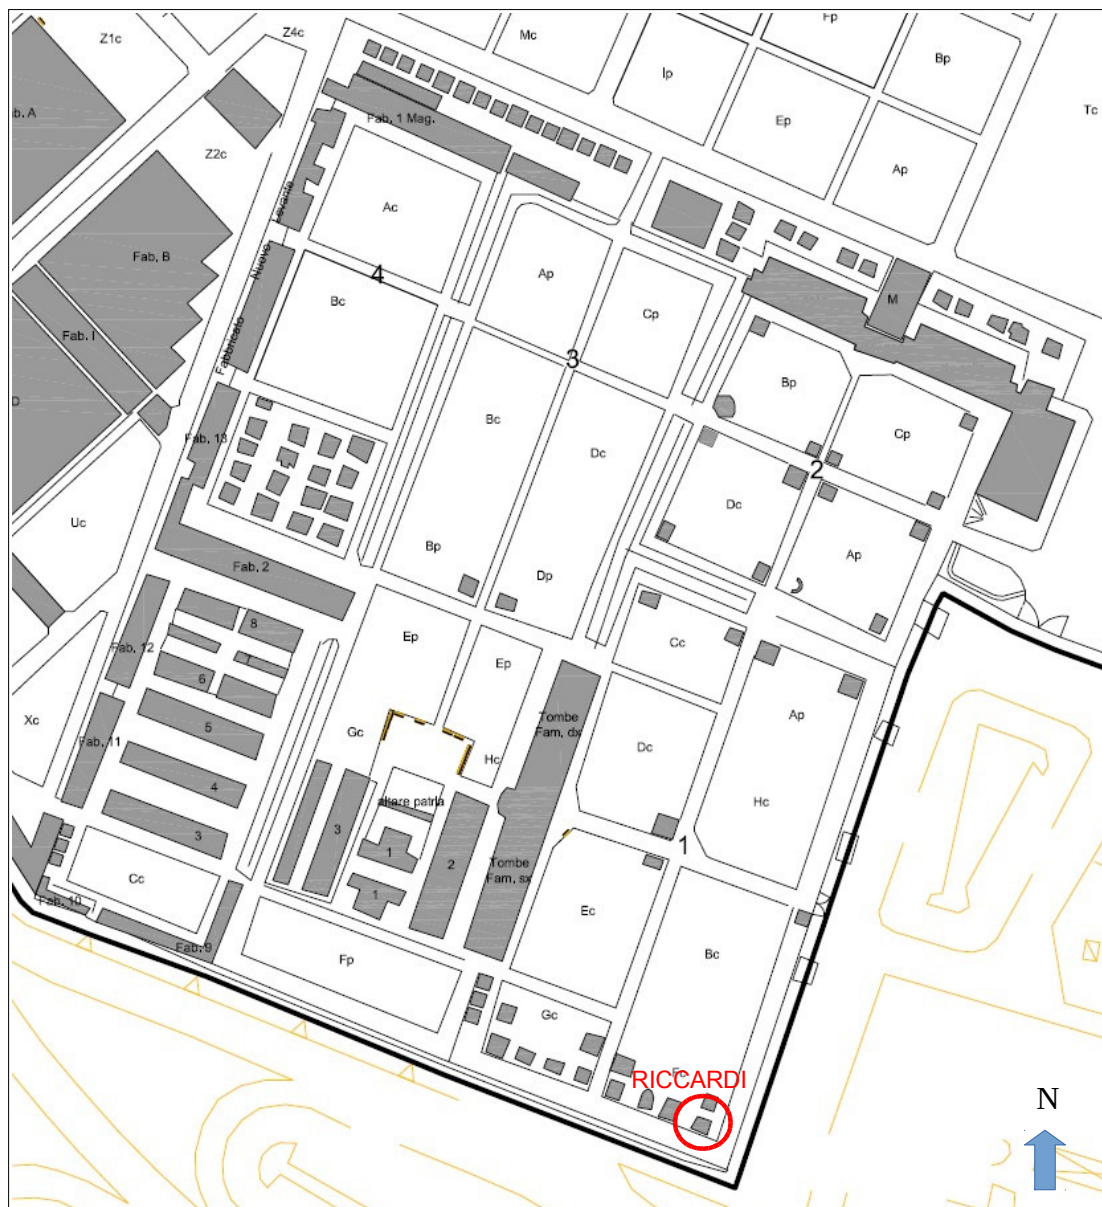 Z1c
Z4c
Mc
Fp
Bp
Ip
Tc
b. A
Fab, 1 Mag.
Ep
Z2c
Ap
Levante
Ac
Fab, B
Nuovo
4
Ap
Bc
M
Cp
Fab. I
Fabbricato
3
Bp
Bc
Cp
Fab, 13
Dc
2
Dc
Uc
Bp
Ap
Fab, 2
Dp
8
Ep
Cc
Fab, 12
7
Ep
6
Xc
5
Tombe
Fam, dx
Ap
Gc
Dc
Fab, 11
Hc
4
altare patria
Hc
3
3
1
1
2
Tombe
Fam, sx
Cc
1
Fab, 10
Ec
Fab, 9
Fp
Bc
Gc
RICCARDI
N